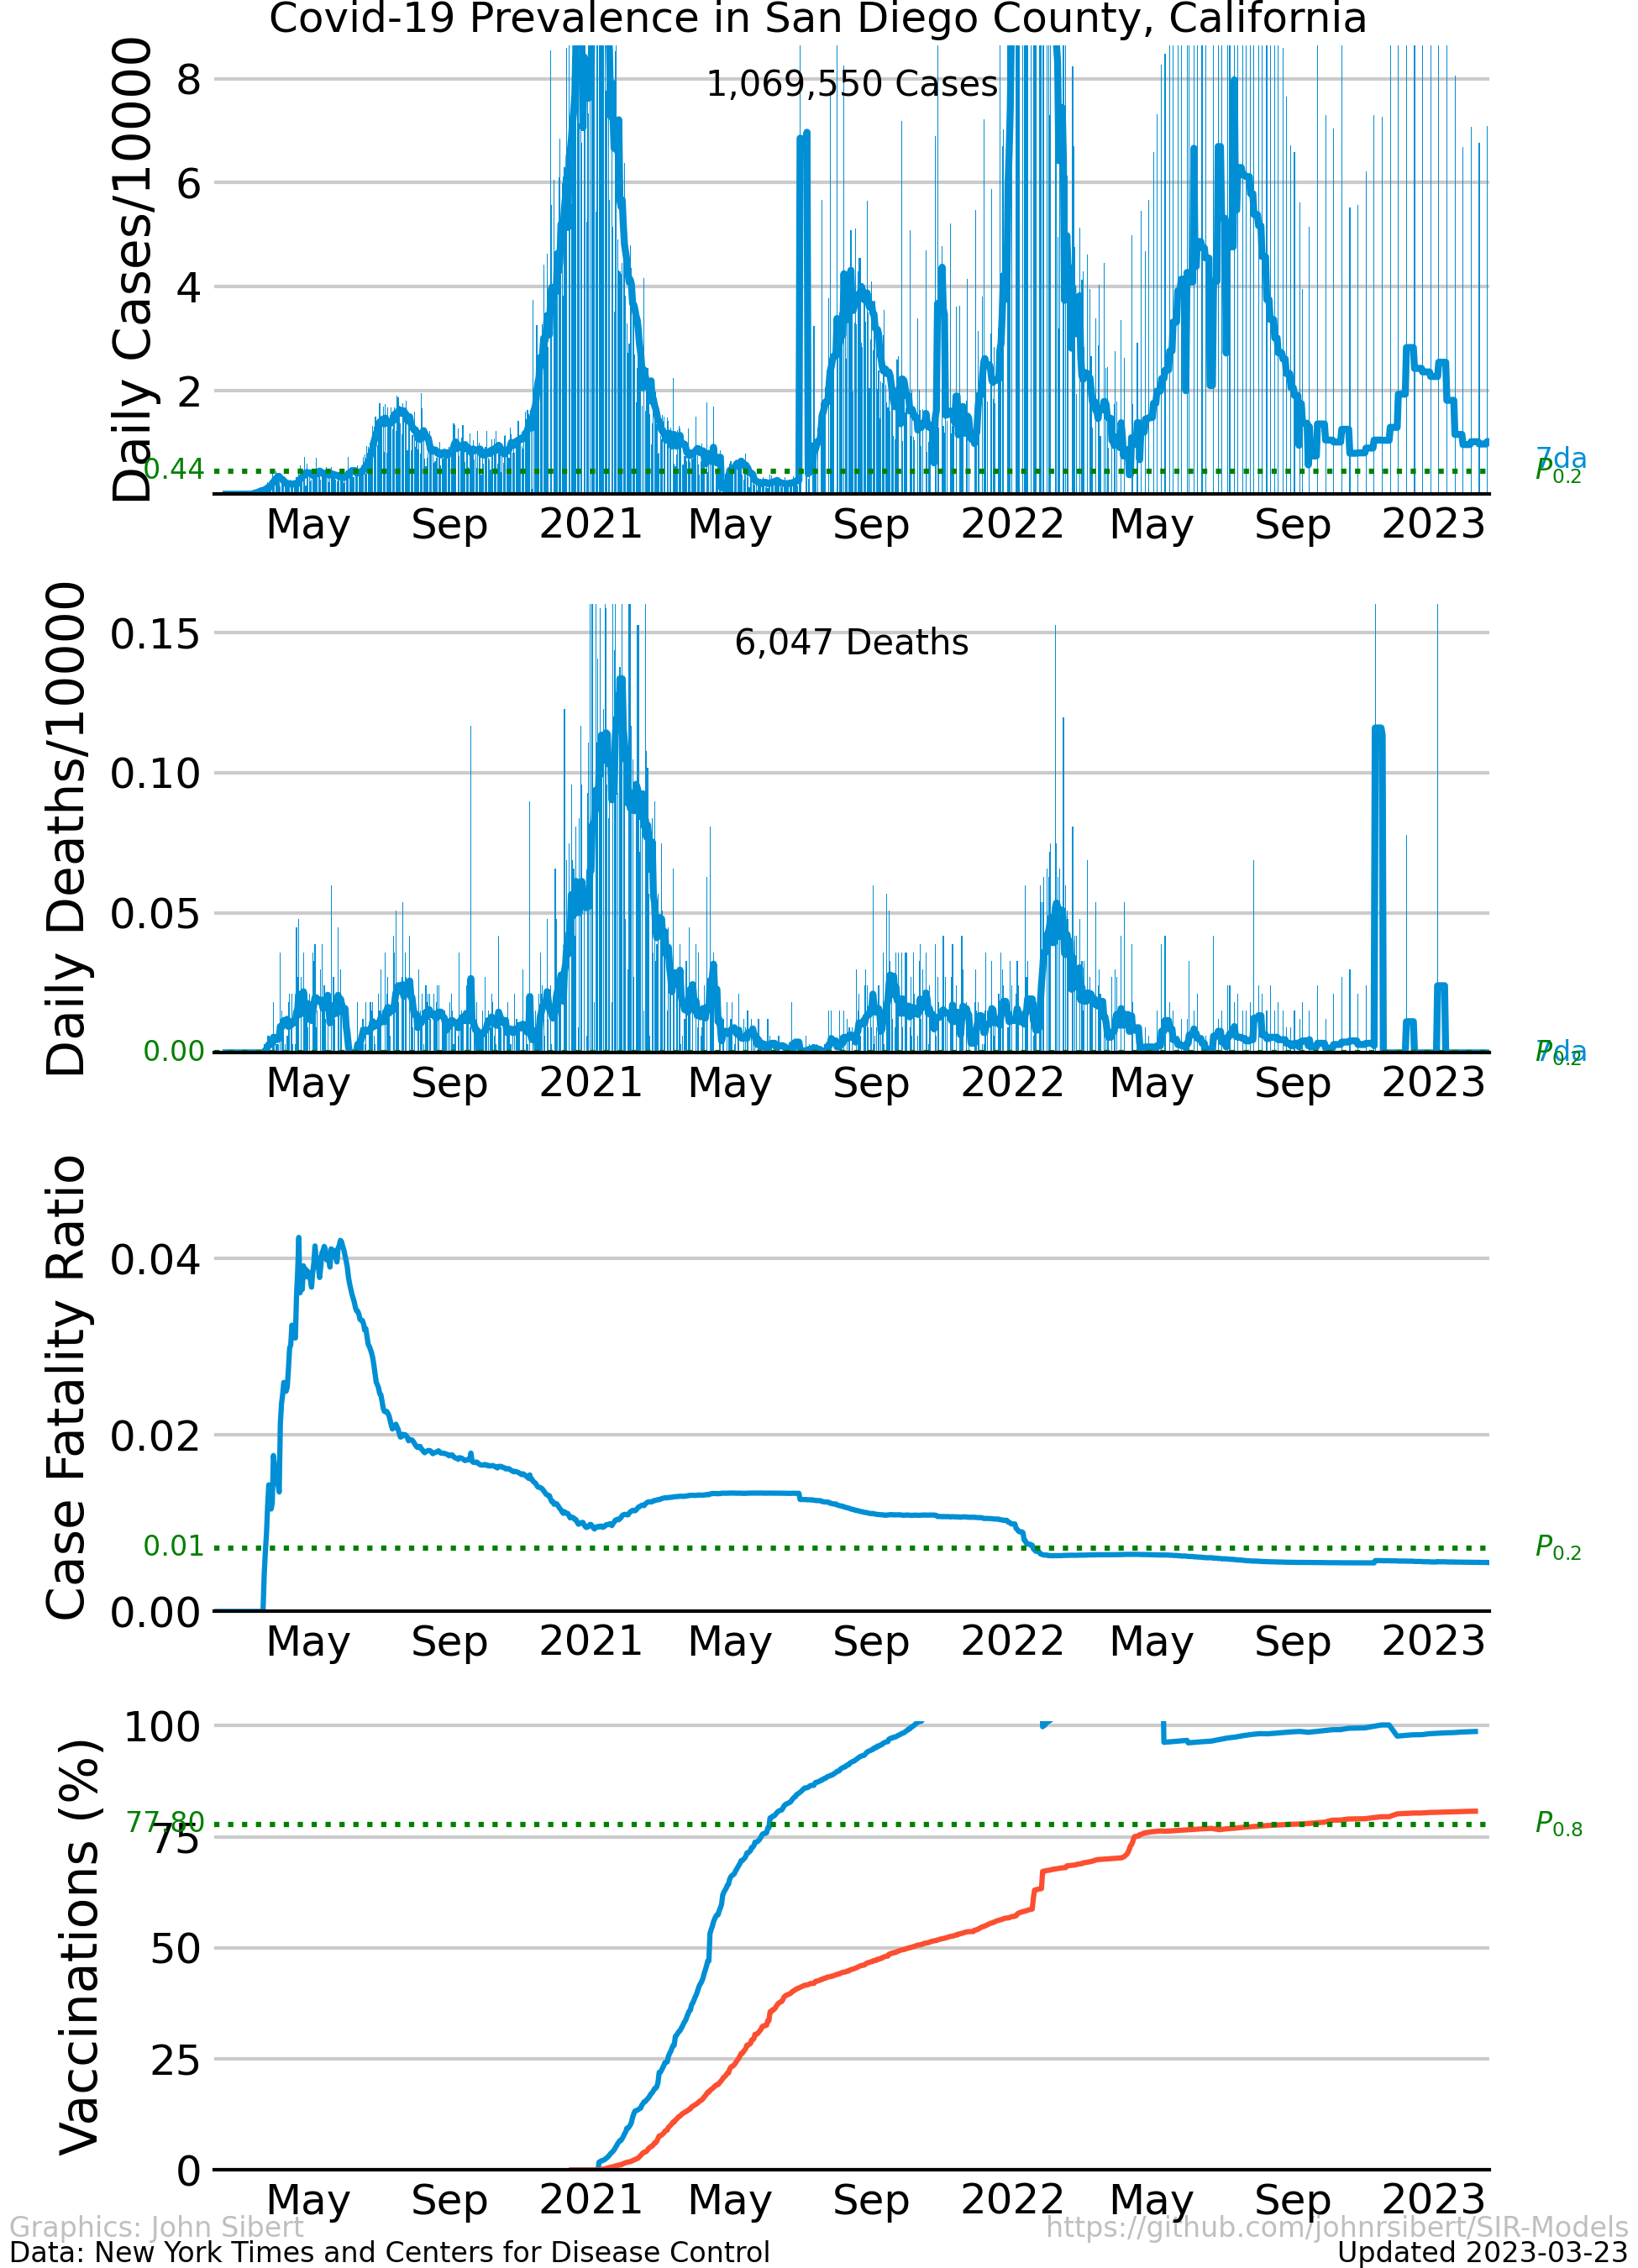 Covid-19 Prevalence in San Diego County, California
Daily Cases/10000
8
6
4
2
0.44
1,069,550 Cases
7da
P0.2
May Sep 2021 May Sep 2022 May Sep 2023
Daily Deaths/10000
0.15
0.10
0.05
0.00
6,047 Deaths
7da
P0.2
May Sep 2021 May Sep 2022 May Sep 2023
Case Fatality Ratio
0.04
0.02
0.01
0.00
P0.2
May Sep 2021 May Sep 2022 May Sep 2023
Vaccinations (%)
100
77.80
75
50
25
0
P0.8
May Sep 2021 May Sep 2022 May Sep 2023
Graphics: John Sibert
https://github.com/johnrsibert/SIR-Models
Data: New York Times and Centers for Disease Control
Updated 2023-03-23